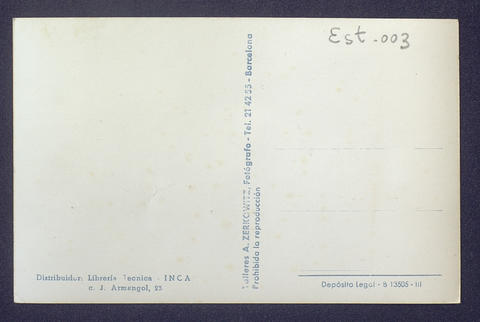 Est-003
Talleres A. ZERKOWITZ, Fotógrafo - Tel. 21 42 55 - Barcelona
Prohibida la reproducción
Distribuidor: Librería Tecnica - INCA
c. J. Armengol, 23
Depósito Legal - B 13505 - III